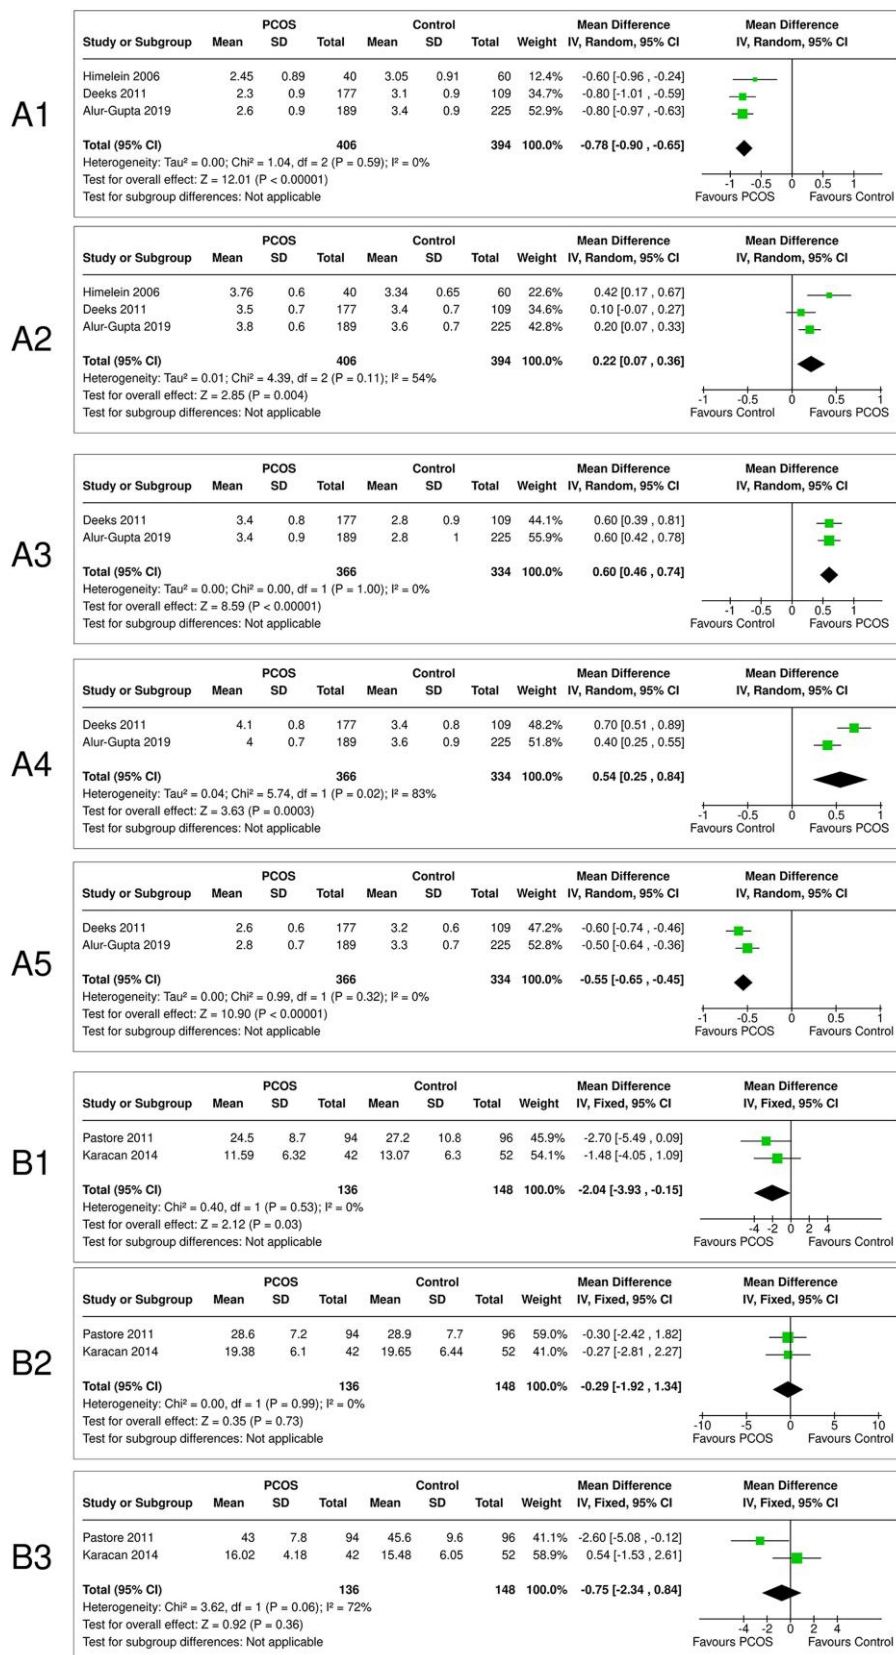 A1
PCOS Control Mean Difference Mean Difference
Study or Subgroup Mean SD Total Mean SD Total Weight IV, Random, 95% CI IV, Random, 95% CI
Himelein 2006 2.45 0.89 40 3.05 0.91 60 12.4% -0.60 [-0.96 , -0.24]
Deeks 2011 2.3 0.9 177 3.1 0.9 109 34.7% -0.80 [-1.01 , -0.59]
Alur-Gupta 2019 2.6 0.9 189 3.4 0.9 225 52.9% -0.80 [-0.97 , -0.63]
Total (95% CI) 406 394 100.0% -0.78 [-0.90 , -0.65]
Heterogeneity: Tau² = 0.00; Chi² = 1.04, df = 2 (P = 0.59); I² = 0%
Test for overall effect: Z = 12.01 (P < 0.00001)
Test for subgroup differences: Not applicable
-1 -0.5 0 0.5 1
Favours PCOS Favours Control
A2
PCOS Control Mean Difference Mean Difference
Study or Subgroup Mean SD Total Mean SD Total Weight IV, Random, 95% CI IV, Random, 95% CI
Himelein 2006 3.76 0.6 40 3.34 0.65 60 22.6% 0.42 [0.17 , 0.67]
Deeks 2011 3.5 0.7 177 3.4 0.7 109 34.6% 0.10 [-0.07 , 0.27]
Alur-Gupta 2019 3.8 0.6 189 3.6 0.7 225 42.8% 0.20 [0.07 , 0.33]
Total (95% CI) 406 394 100.0% 0.22 [0.07 , 0.36]
Heterogeneity: Tau² = 0.01; Chi² = 4.39, df = 2 (P = 0.11); I² = 54%
Test for overall effect: Z = 2.85 (P = 0.004)
Test for subgroup differences: Not applicable
-1 -0.5 0 0.5 1
Favours Control Favours PCOS
A3
PCOS Control Mean Difference Mean Difference
Study or Subgroup Mean SD Total Mean SD Total Weight IV, Random, 95% CI IV, Random, 95% CI
Deeks 2011 3.4 0.8 177 2.8 0.9 109 44.1% 0.60 [0.39 , 0.81]
Alur-Gupta 2019 3.4 0.9 189 2.8 1 225 55.9% 0.60 [0.42 , 0.78]
Total (95% CI) 366 334 100.0% 0.60 [0.46 , 0.74]
Heterogeneity: Tau² = 0.00; Chi² = 0.00, df = 1 (P = 1.00); I² = 0%
Test for overall effect: Z = 8.59 (P < 0.00001)
Test for subgroup differences: Not applicable
-1 -0.5 0 0.5 1
Favours Control Favours PCOS
A4
PCOS Control Mean Difference Mean Difference
Study or Subgroup Mean SD Total Mean SD Total Weight IV, Random, 95% CI IV, Random, 95% CI
Deeks 2011 4.1 0.8 177 3.4 0.8 109 48.2% 0.70 [0.51 , 0.89]
Alur-Gupta 2019 4 0.7 189 3.6 0.9 225 51.8% 0.40 [0.25 , 0.55]
Total (95% CI) 366 334 100.0% 0.54 [0.25 , 0.84]
Heterogeneity: Tau² = 0.04; Chi² = 5.74, df = 1 (P = 0.02); I² = 83%
Test for overall effect: Z = 3.63 (P = 0.0003)
Test for subgroup differences: Not applicable
-1 -0.5 0 0.5 1
Favours Control Favours PCOS
A5
PCOS Control Mean Difference Mean Difference
Study or Subgroup Mean SD Total Mean SD Total Weight IV, Random, 95% CI IV, Random, 95% CI
Deeks 2011 2.6 0.6 177 3.2 0.6 109 47.2% -0.60 [-0.74 , -0.46]
Alur-Gupta 2019 2.8 0.7 189 3.3 0.7 225 52.8% -0.50 [-0.64 , -0.36]
Total (95% CI) 366 334 100.0% -0.55 [-0.65 , -0.45]
Heterogeneity: Tau² = 0.00; Chi² = 0.99, df = 1 (P = 0.32); I² = 0%
Test for overall effect: Z = 10.90 (P < 0.00001)
Test for subgroup differences: Not applicable
-1 -0.5 0 0.5 1
Favours PCOS Favours Control
B1
PCOS Control Mean Difference Mean Difference
Study or Subgroup Mean SD Total Mean SD Total Weight IV, Fixed, 95% CI IV, Fixed, 95% CI
Pastore 2011 24.5 8.7 94 27.2 10.8 96 45.9% -2.70 [-5.49 , 0.09]
Karacan 2014 11.59 6.32 42 13.07 6.3 52 54.1% -1.48 [-4.05 , 1.09]
Total (95% CI) 136 148 100.0% -2.04 [-3.93 , -0.15]
Heterogeneity: Chi² = 0.40, df = 1 (P = 0.53); I² = 0%
Test for overall effect: Z = 2.12 (P = 0.03)
Test for subgroup differences: Not applicable
-4 -2 0 2 4
Favours PCOS Favours Control
B2
PCOS Control Mean Difference Mean Difference
Study or Subgroup Mean SD Total Mean SD Total Weight IV, Fixed, 95% CI IV, Fixed, 95% CI
Pastore 2011 28.6 7.2 94 28.9 7.7 96 59.0% -0.30 [-2.42 , 1.82]
Karacan 2014 19.38 6.1 42 19.65 6.44 52 41.0% -0.27 [-2.81 , 2.27]
Total (95% CI) 136 148 100.0% -0.29 [-1.92 , 1.34]
Heterogeneity: Chi² = 0.00, df = 1 (P = 0.99); I² = 0%
Test for overall effect: Z = 0.35 (P = 0.73)
Test for subgroup differences: Not applicable
-10 -5 0 5 10
Favours PCOS Favours Control
B3
PCOS Control Mean Difference Mean Difference
Study or Subgroup Mean SD Total Mean SD Total Weight IV, Fixed, 95% CI IV, Fixed, 95% CI
Pastore 2011 43 7.8 94 45.6 9.6 96 41.1% -2.60 [-5.08 , -0.12]
Karacan 2014 16.02 4.18 42 15.48 6.05 52 58.9% 0.54 [-1.53 , 2.61]
Total (95% CI) 136 148 100.0% -0.75 [-2.34 , 0.84]
Heterogeneity: Chi² = 3.62, df = 1 (P = 0.06); I² = 72%
Test for overall effect: Z = 0.92 (P = 0.36)
Test for subgroup differences: Not applicable
-4 -2 0 2 4
Favours PCOS Favours Control